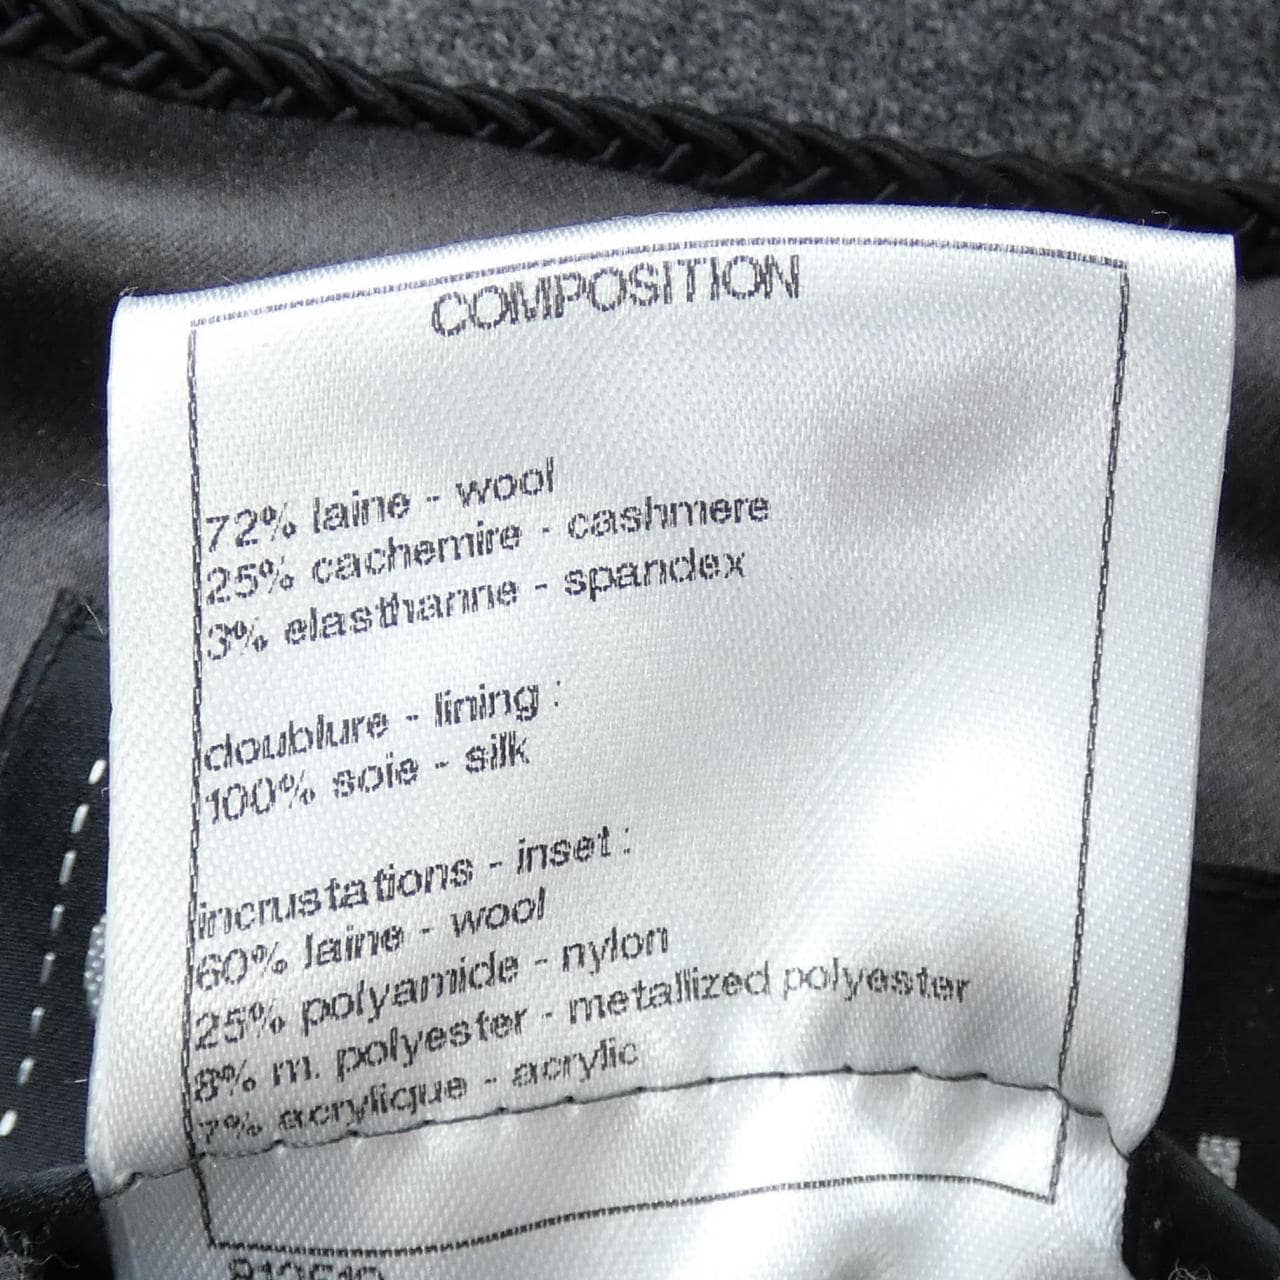 COMPOSITION
72% laine - wool
25% cachemire - cashmere
3% elasthanne - spandex
doublure - lining :
100% soie - silk
incrustations - inset :
60% laine - wool
25% polyamide - nylon
8% m. polyester - metallized polyester
7% acrylique - acrylic